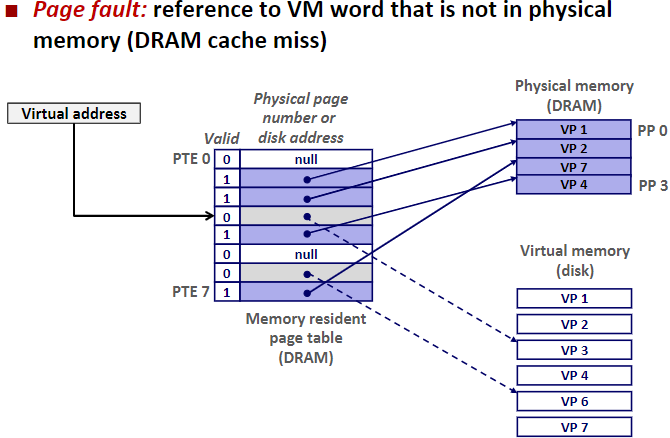 Page fault: reference to VM word that is not in physical
memory (DRAM cache miss)
Virtual address
Physical page
number or
disk address
Valid
PTE 0
0
null
1
1
0
1
0
null
0
PTE 7
1
Memory resident
page table
(DRAM)
Physical memory
(DRAM)
VP 1
PP 0
VP 2
VP 7
VP 4
PP 3
Virtual memory
(disk)
VP 1
VP 2
VP 3
VP 4
VP 6
VP 7